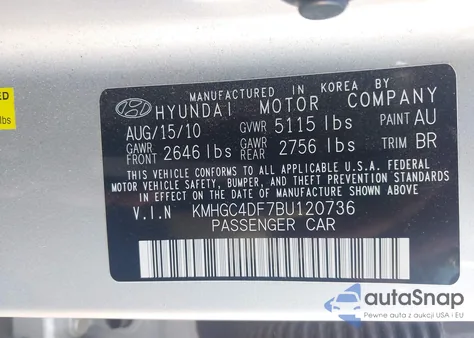 ED
lbs
MANUFACTURED IN KOREA BY
HYUNDAI MOTOR COMPANY
AUG/15/10 GVWR 5115 lbs PAINT AU
GAWR FRONT 2646 lbs GAWR REAR 2756 lbs TRIM BR
THIS VEHICLE CONFORMS TO ALL APPLICABLE U.S.A. FEDERAL
MOTOR VEHICLE SAFETY, BUMPER, AND THEFT PREVENTION STANDARDS
IN EFFECT ON THE DATE OF MANUFACTURE SHOWN ABOVE
V.I.N KMHGC4DF7BU120736
PASSENGER CAR
autoSnap
Pewne auta z aukcji USA i EU